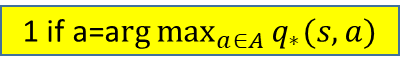 1 if a=arg max_{a∈A} q_*(s, a)